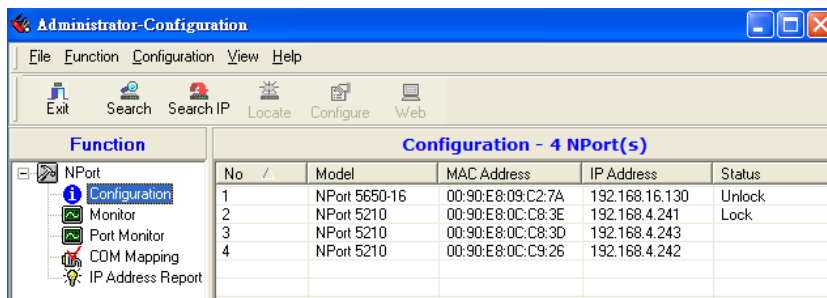 Administrator-Configuration
File Function Configuration View Help
Exit Search Search IP Locate Configure Web
Function
Configuration - 4 NPort(s)
NPort
Configuration
Monitor
Port Monitor
COM Mapping
IP Address Report
No Model MAC Address IP Address Status
1 NPort 5650-16 00:90:E8:09:C2:7A 192.168.16.130 Unlock
2 NPort 5210 00:90:E8:0C:C8:3E 192.168.4.241 Lock
3 NPort 5210 00:90:E8:0C:C8:3D 192.168.4.243
4 NPort 5210 00:90:E8:0C:C9:26 192.168.4.242